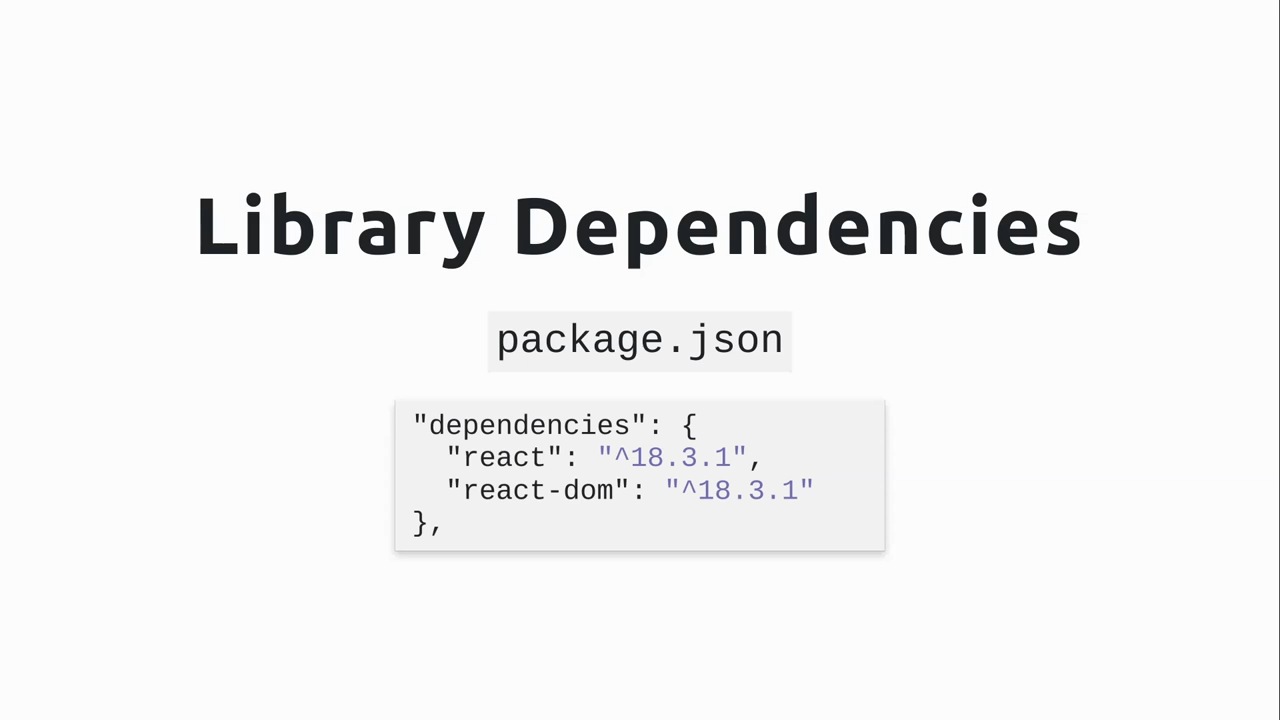 Library Dependencies
package.json
"dependencies": {
  "react": "^18.3.1",
  "react-dom": "^18.3.1"
},